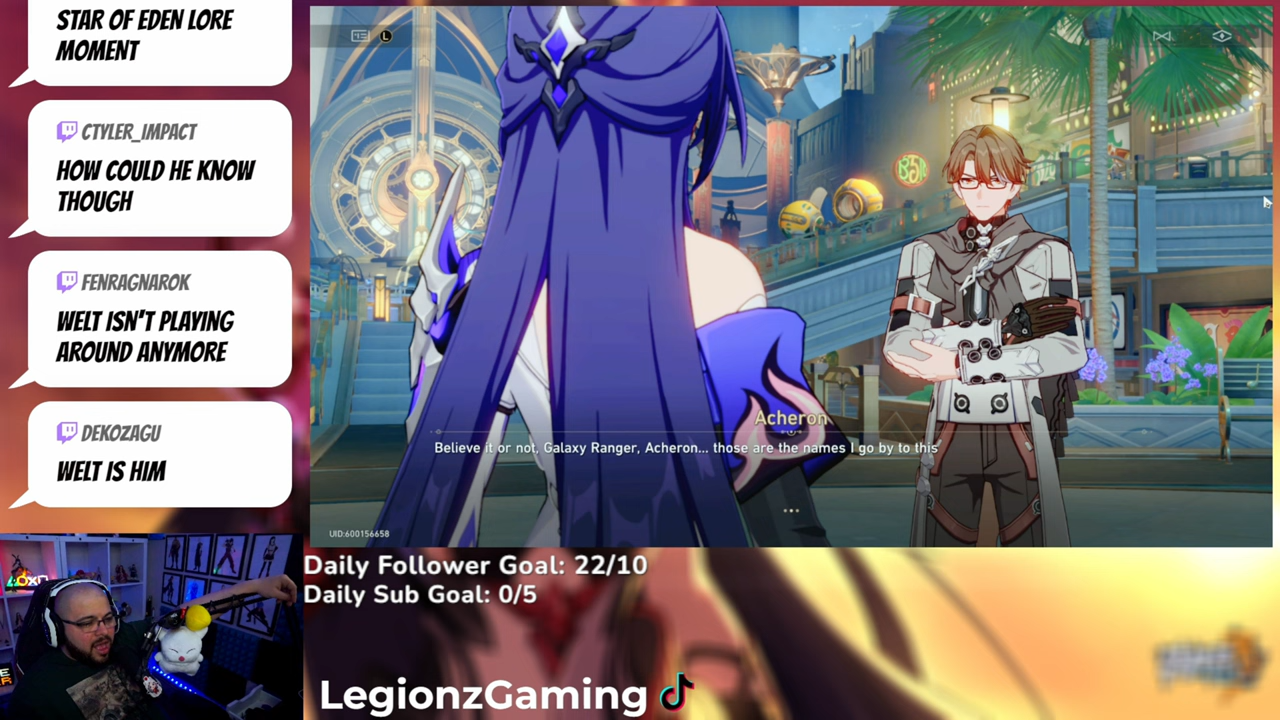 STAR OF EDEN LORE
MOMENT
CTYLER_IMPACT
HOW COULD HE KNOW
THOUGH
FENRAGNAROK
WELT ISN'T PLAYING
AROUND ANYMORE
DEKOZAGU
WELT IS HIM
L
Acheron
Believe it or not, Galaxy Ranger, Acheron... those are the names I go by to this
UID:600156658
Daily Follower Goal: 22/10
Daily Sub Goal: 0/5
LegionzGaming